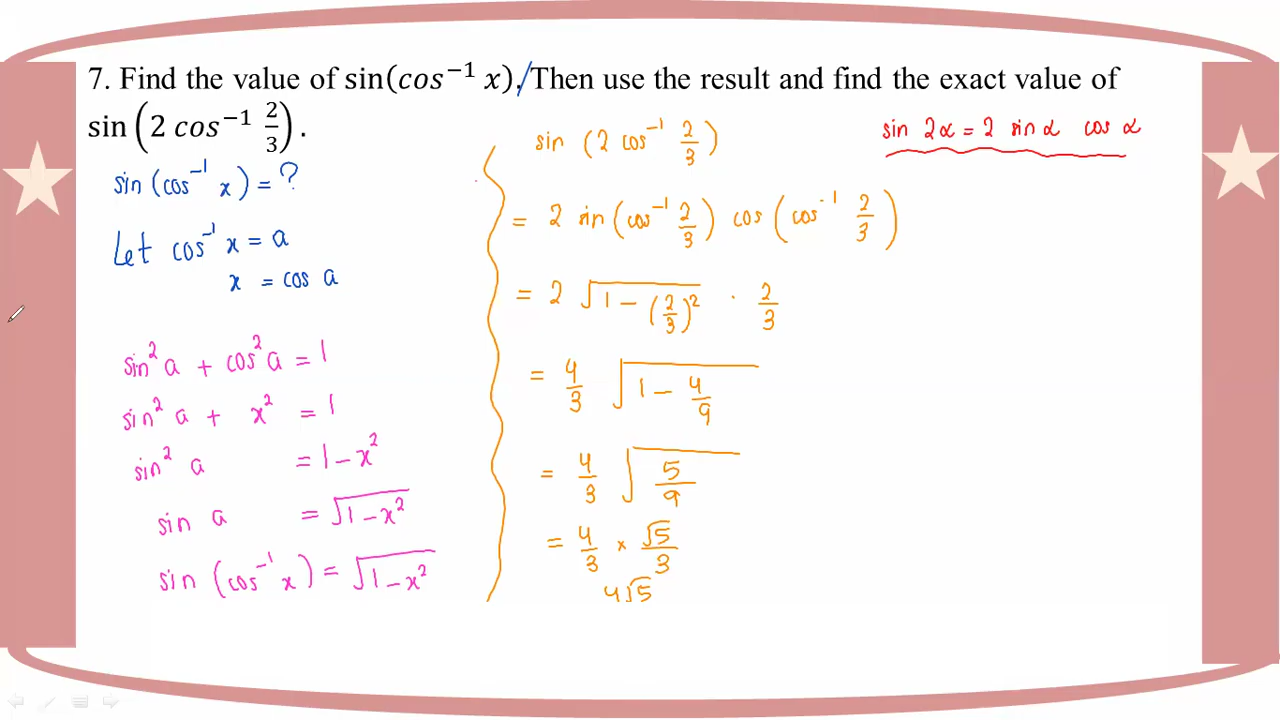 7. Find the value of sin(cos⁻¹ x). / Then use the result and find the exact value of
sin(2 cos⁻¹ 2/3).
sin (cos⁻¹ x) = ?
Let cos⁻¹ x = a
x = cos a
sin² a + cos² a = 1
sin² a + x² = 1
sin² a = 1 - x²
sin a = √(1 - x²)
sin (cos⁻¹ x) = √(1 - x²)
sin (2 cos⁻¹ 2/3)
= 2 sin (cos⁻¹ 2/3) cos (cos⁻¹ 2/3)
= 2 √(1 - (2/3)²) · 2/3
= 4/3 √(1 - 4/9)
= 4/3 √(5/9)
= 4/3 × √5/3
4√5
sin 2α = 2 sin α cos α